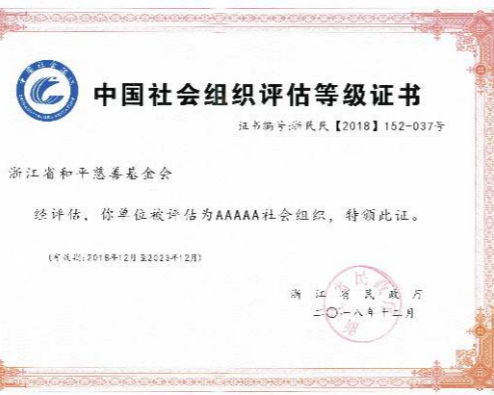 中国社会组织评估等级证书
证书编号:浙民民【2018】152-037号
浙江省和平慈善基金会
经评估,你单位被评估为AAAAA社会组织,特颁此证。
(有效期:2018年12月至2023年12月)
浙江省民政厅
二〇一八年十二月